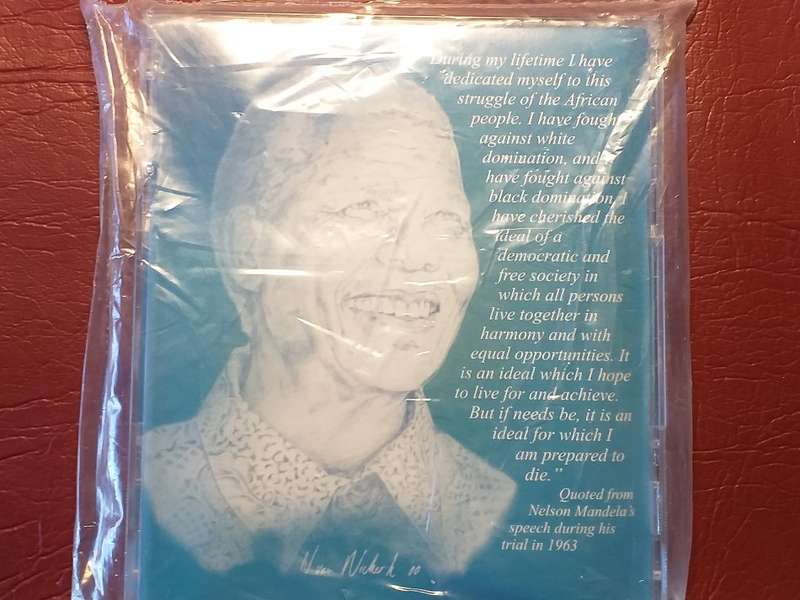 During my lifetime I have
dedicated myself to this
struggle of the African
people. I have fought
against white
domination, and
have fought against
black domination, I
have cherished the
ideal of a
democratic and
free society in
which all persons
live together in
harmony and with
equal opportunities. It
is an ideal which I hope
to live for and achieve.
But if needs be, it is an
ideal for which I
am prepared to
die."
Quoted from
Nelson Mandela's
speech during his
trial in 1963
van Niekerk 00